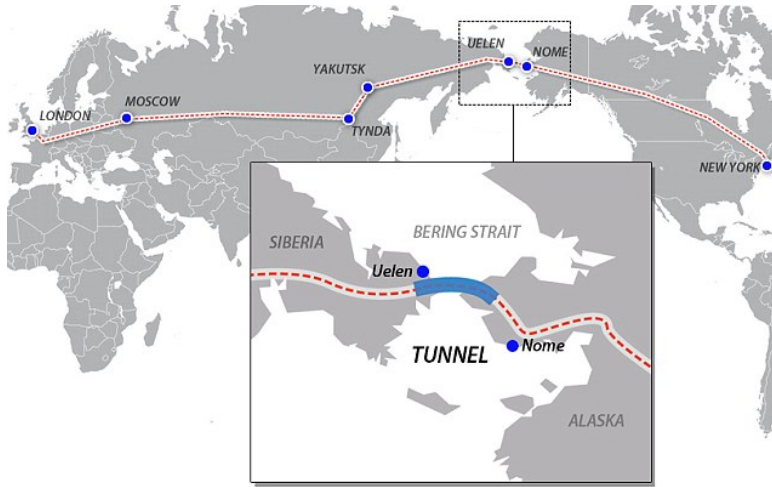 UELEN
NOME
YAKUTSK
LONDON
MOSCOW
TYNDA
NEW YORK
SIBERIA
BERING STRAIT
Uelen
TUNNEL
Nome
ALASKA